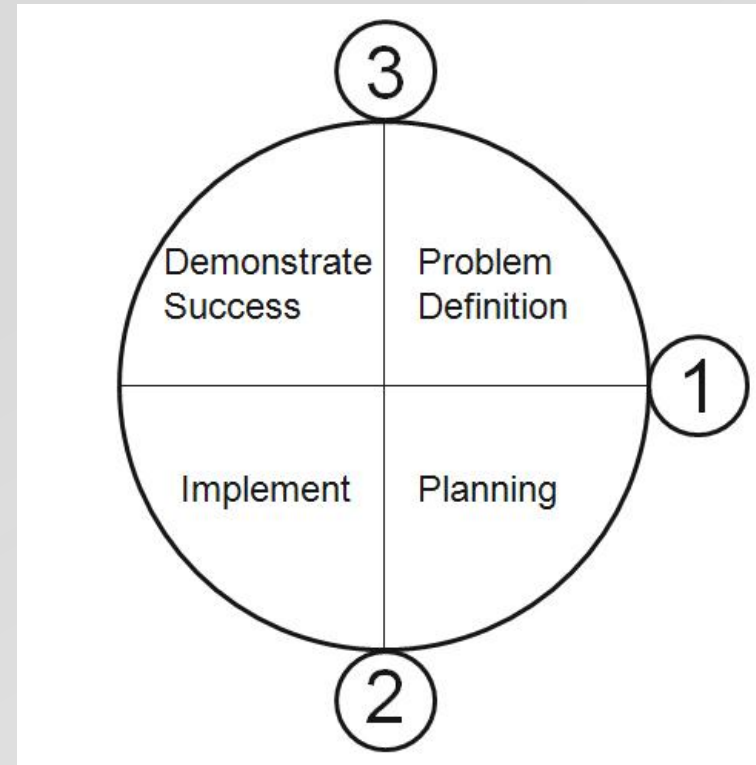 3
Demonstrate
Success
Problem
Definition
1
Implement
Planning
2